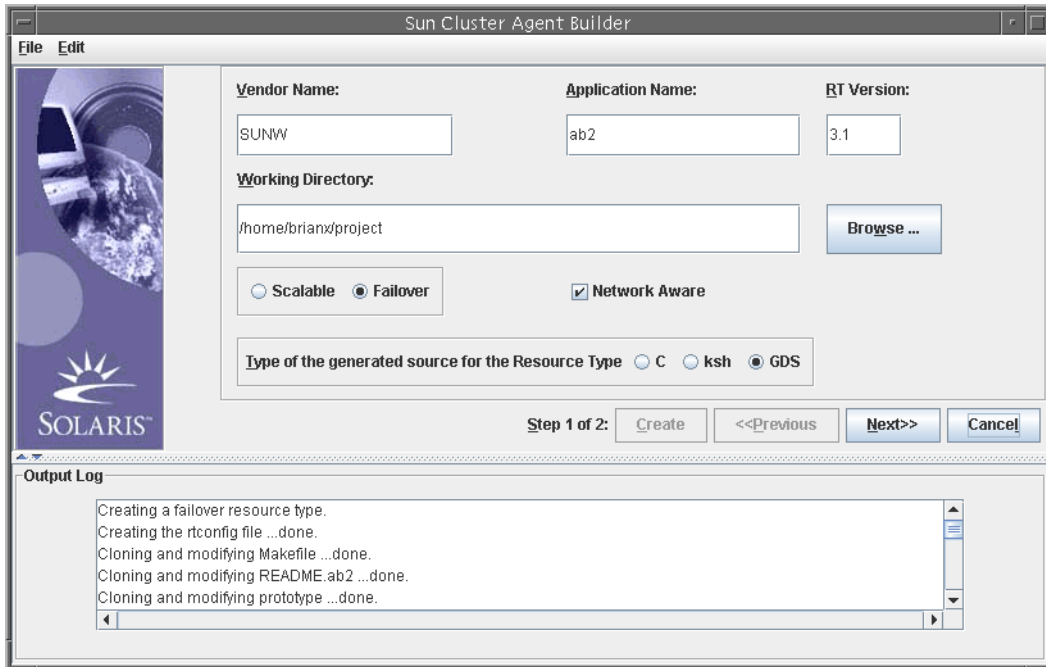 Sun Cluster Agent Builder
File Edit
Vendor Name: Application Name: RT Version:
SUNW ab2 3.1
Working Directory:
/home/brianx/project Browse ...
Scalable Failover Network Aware
Type of the generated source for the Resource Type C ksh GDS
SOLARIS™
Step 1 of 2: Create <<Previous Next>> Cancel
Output Log
Creating a failover resource type.
Creating the rtconfig file ...done.
Cloning and modifying Makefile ...done.
Cloning and modifying README.ab2 ...done.
Cloning and modifying prototype ...done.